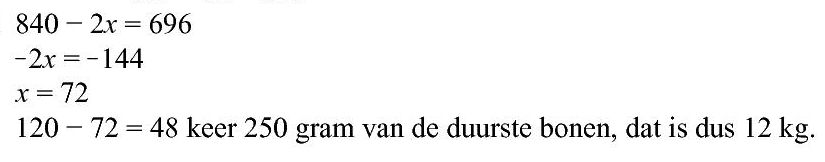 840 − 2x = 696
−2x = −144
x = 72
120 − 72 = 48 keer 250 gram van de duurste bonen, dat is dus 12 kg.